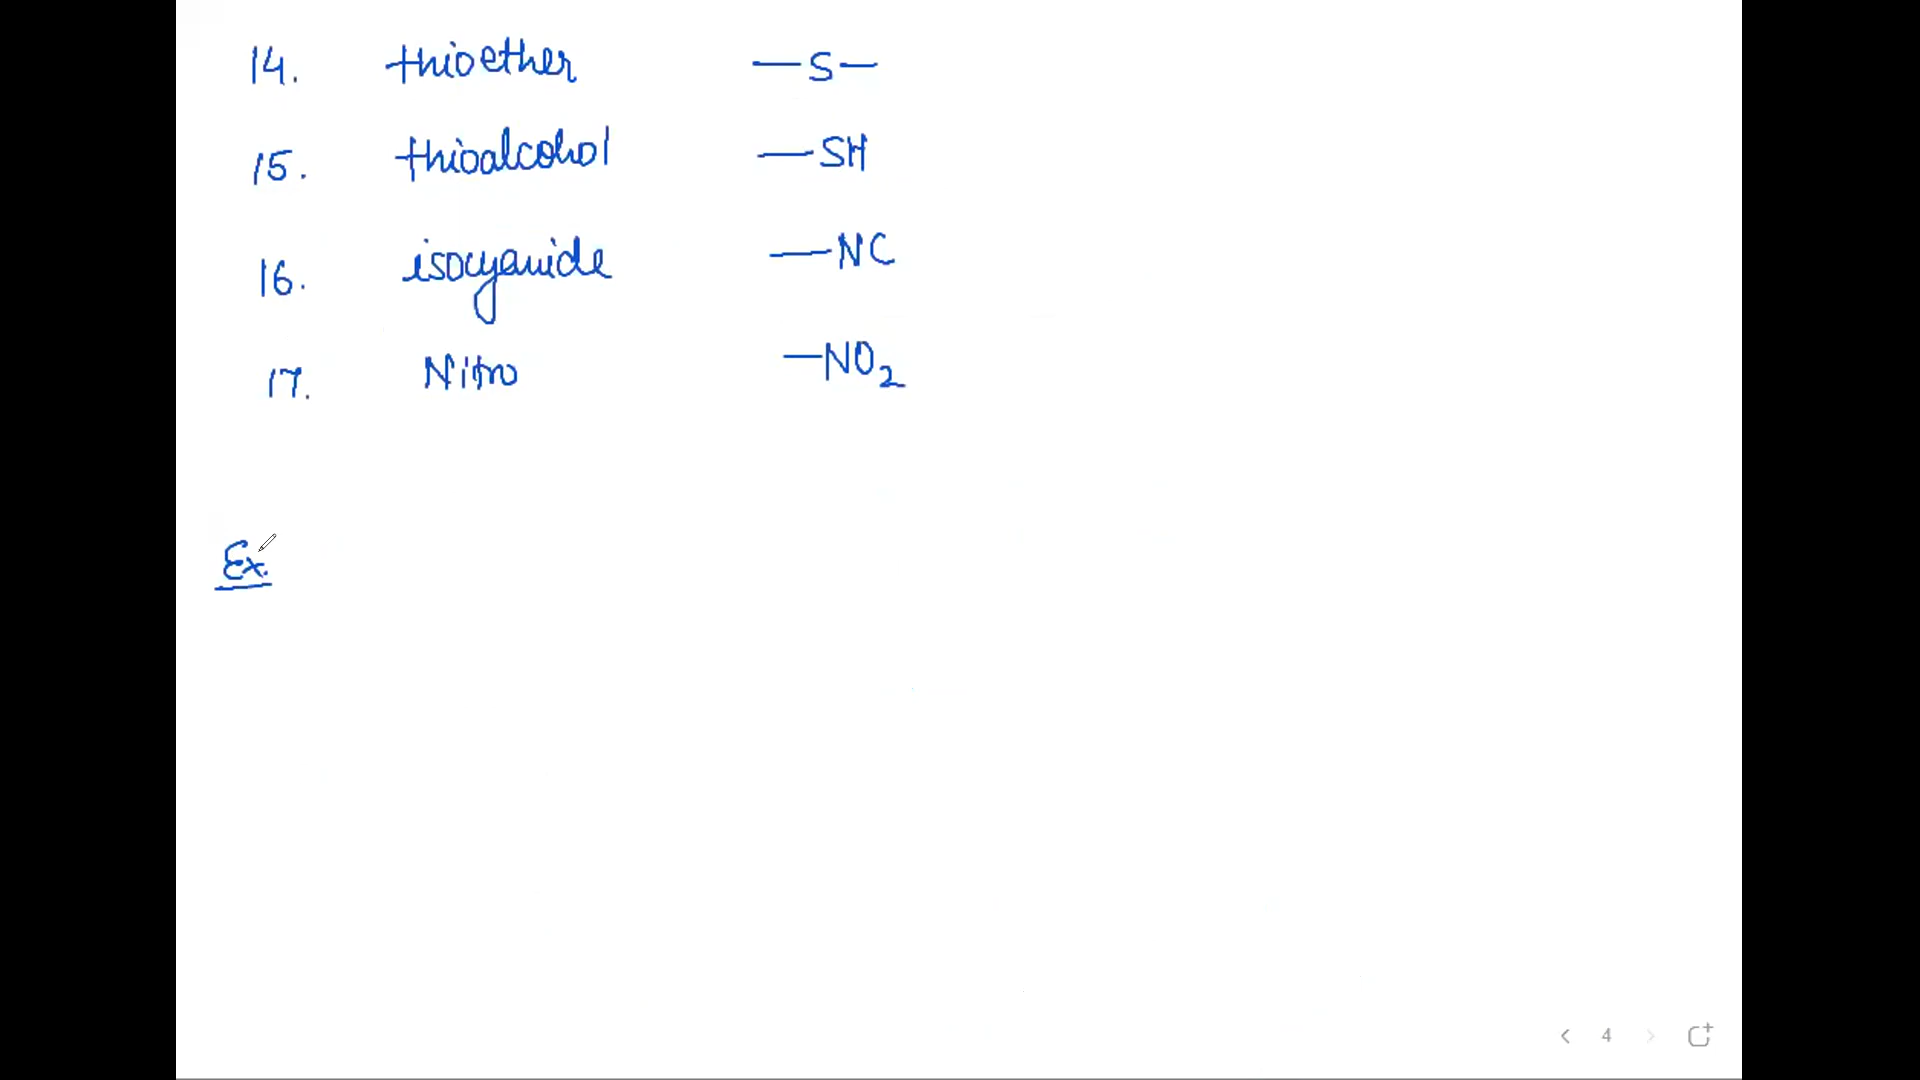 14. thioether —S—
15. thioalcohol —SH
16. isocyanide —NC
17. Nitro —NO₂
Ex.
< 4 >